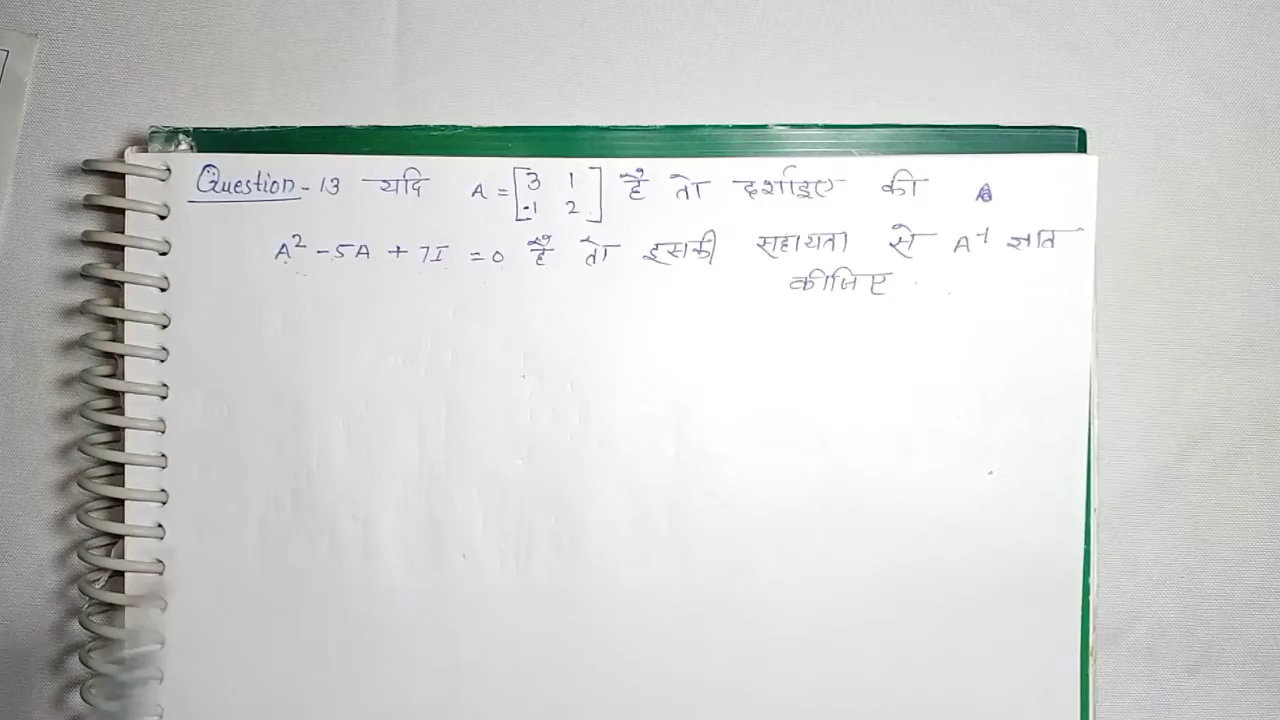 Question - 13 यदि A = [3 1 -1 2] है तो दर्शाइए की A
A² - 5A + 7I = 0 है तो इसकी सहायता से A⁻¹ ज्ञात
कीजिए